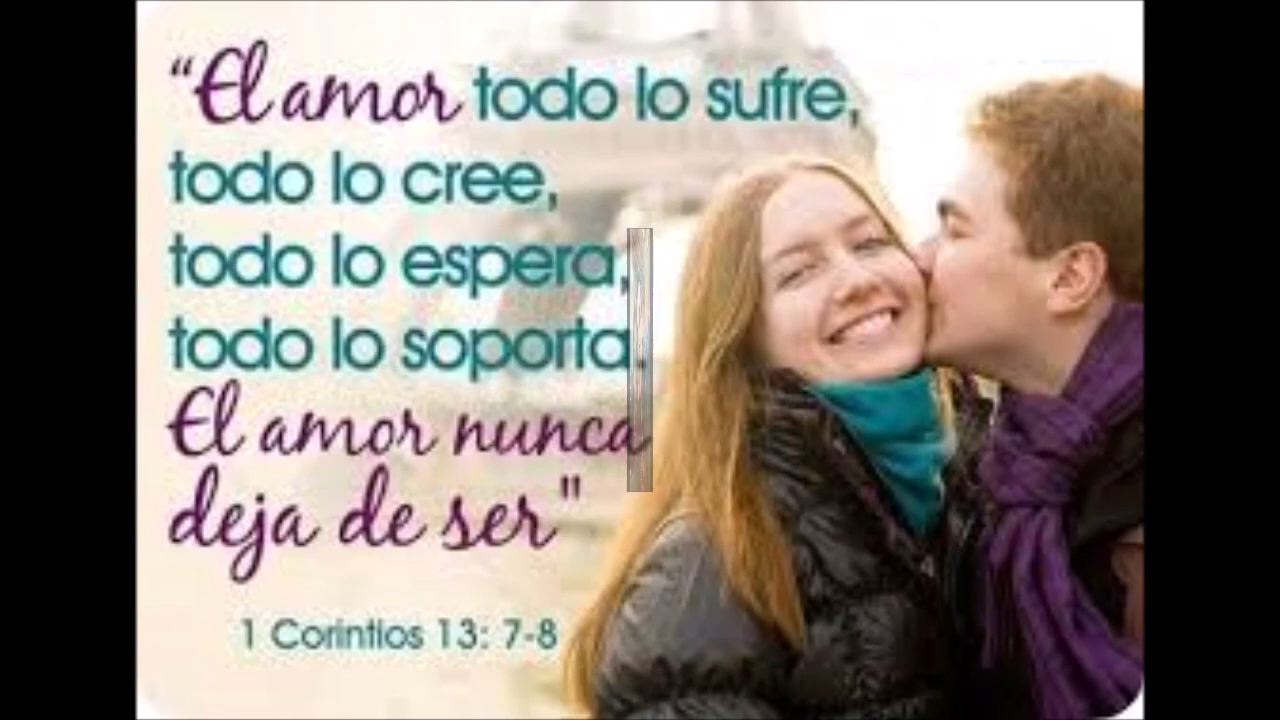 “El amor todo lo sufre,
todo lo cree,
todo lo espera,
todo lo soporta.
El amor nunca
deja de ser"
1 Corintios 13: 7-8